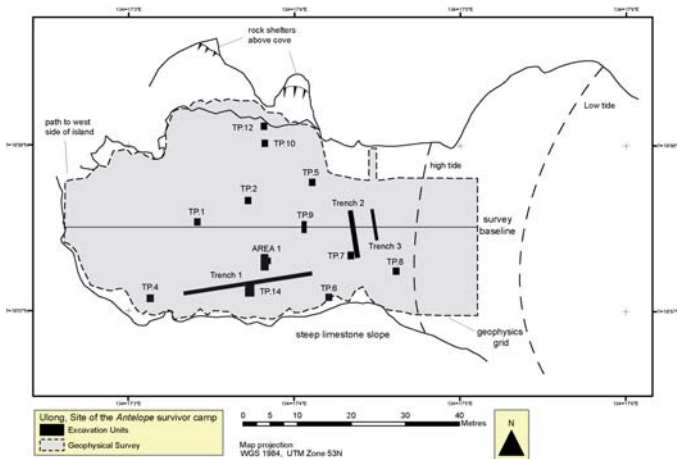 rock shelters
above cove
path to west
side of island
Low tide
high tide
TP.12
TP.10
TP.5
TP.2
TP.1
TP.9
Trench 2
survey
baseline
Trench 3
AREA 1
TP.7
TP.8
Trench 1
TP.4
TP.14
TP.6
steep limestone slope
geophysics
grid
Ulong, Site of the Antelope survivor camp
Excavation Units
Geophysical Survey
0 5 10 20 30 40
Metres
Map projection
WGS 1984, UTM Zone 53N
N